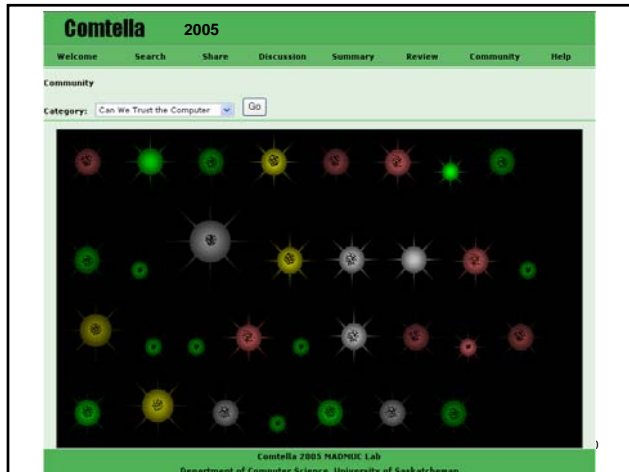 Comtella 2005
Welcome Search Share Discussion Summary Review Community Help
Community
Category: Can We Trust the Computer Go
Comtella 2005 MADMUC Lab
Department of Computer Science, University of Saskatchewan